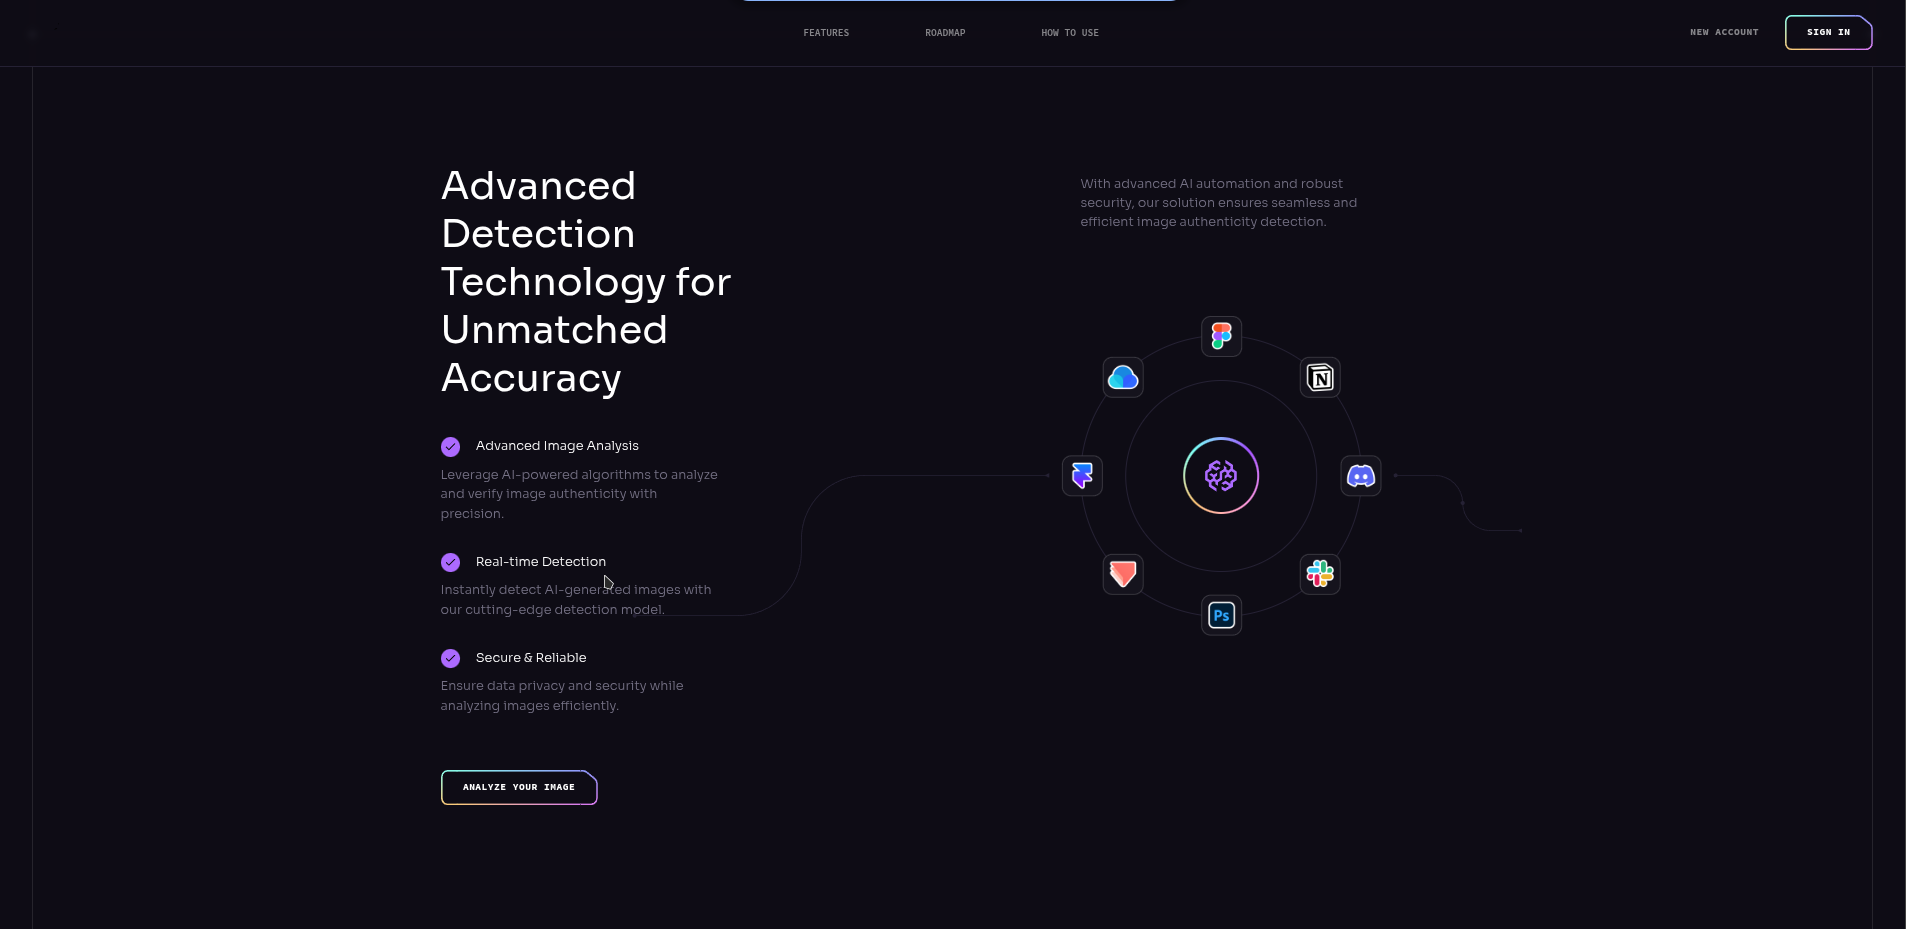 FEATURES
ROADMAP
HOW TO USE
NEW ACCOUNT
SIGN IN
Advanced
Detection
Technology for
Unmatched
Accuracy
With advanced AI automation and robust
security, our solution ensures seamless and
efficient image authenticity detection.
Advanced Image Analysis
Leverage AI-powered algorithms to analyze
and verify image authenticity with
precision.
Real-time Detection
Instantly detect AI-generated images with
our cutting-edge detection model.
Secure & Reliable
Ensure data privacy and security while
analyzing images efficiently.
ANALYZE YOUR IMAGE
N
Ps